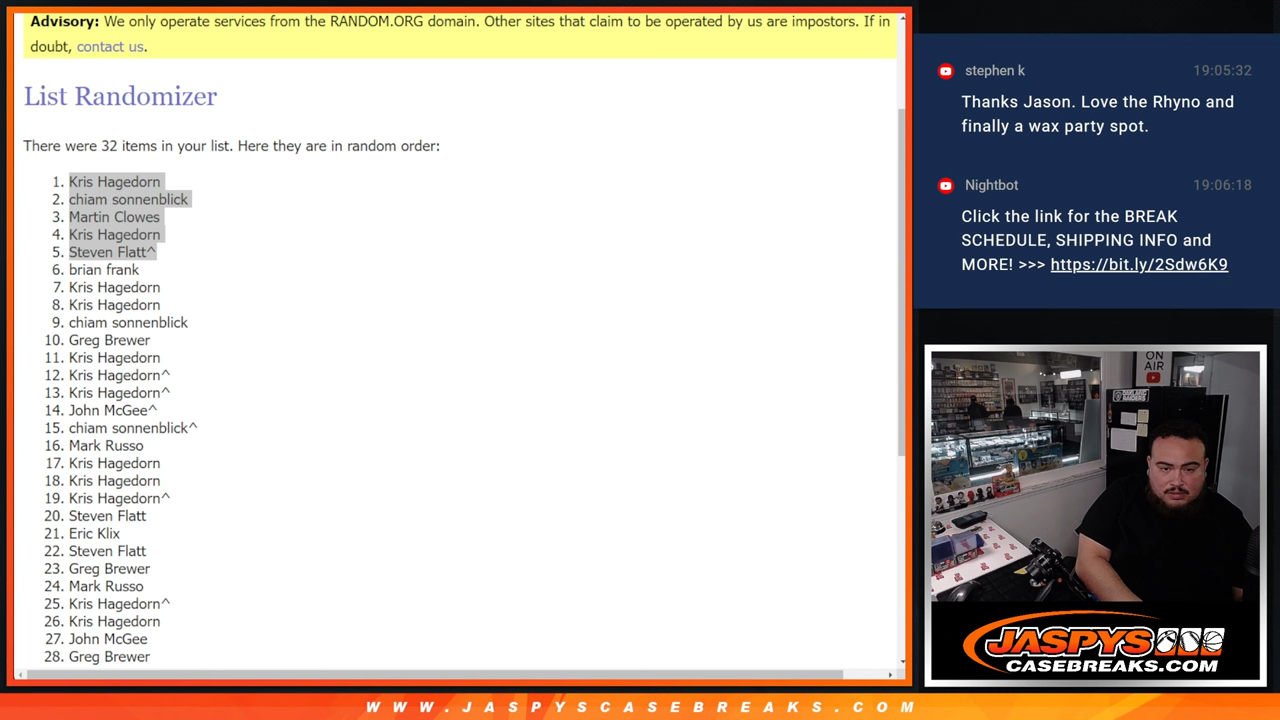 Advisory: We only operate services from the RANDOM.ORG domain. Other sites that claim to be operated by us are impostors. If in
doubt, contact us.
List Randomizer
There were 32 items in your list. Here they are in random order:
1. Kris Hagedorn
2. chiam sonnenblick
3. Martin Clowes
4. Kris Hagedorn
5. Steven Flatt^
6. brian frank
7. Kris Hagedorn
8. Kris Hagedorn
9. chiam sonnenblick
10. Greg Brewer
11. Kris Hagedorn
12. Kris Hagedorn^
13. Kris Hagedorn^
14. John McGee^
15. chiam sonnenblick^
16. Mark Russo
17. Kris Hagedorn
18. Kris Hagedorn
19. Kris Hagedorn^
20. Steven Flatt
21. Eric Klix
22. Steven Flatt
23. Greg Brewer
24. Mark Russo
25. Kris Hagedorn^
26. Kris Hagedorn
27. John McGee
28. Greg Brewer
stephen k 19:05:32
Thanks Jason. Love the Rhyno and
finally a wax party spot.
Nightbot 19:06:18
Click the link for the BREAK
SCHEDULE, SHIPPING INFO and
MORE! >>> https://bit.ly/2Sdw6K9
ON
AIR
JASPYS
CASEBREAKS.COM
WWW.JASPYSCASEBREAKS.COM